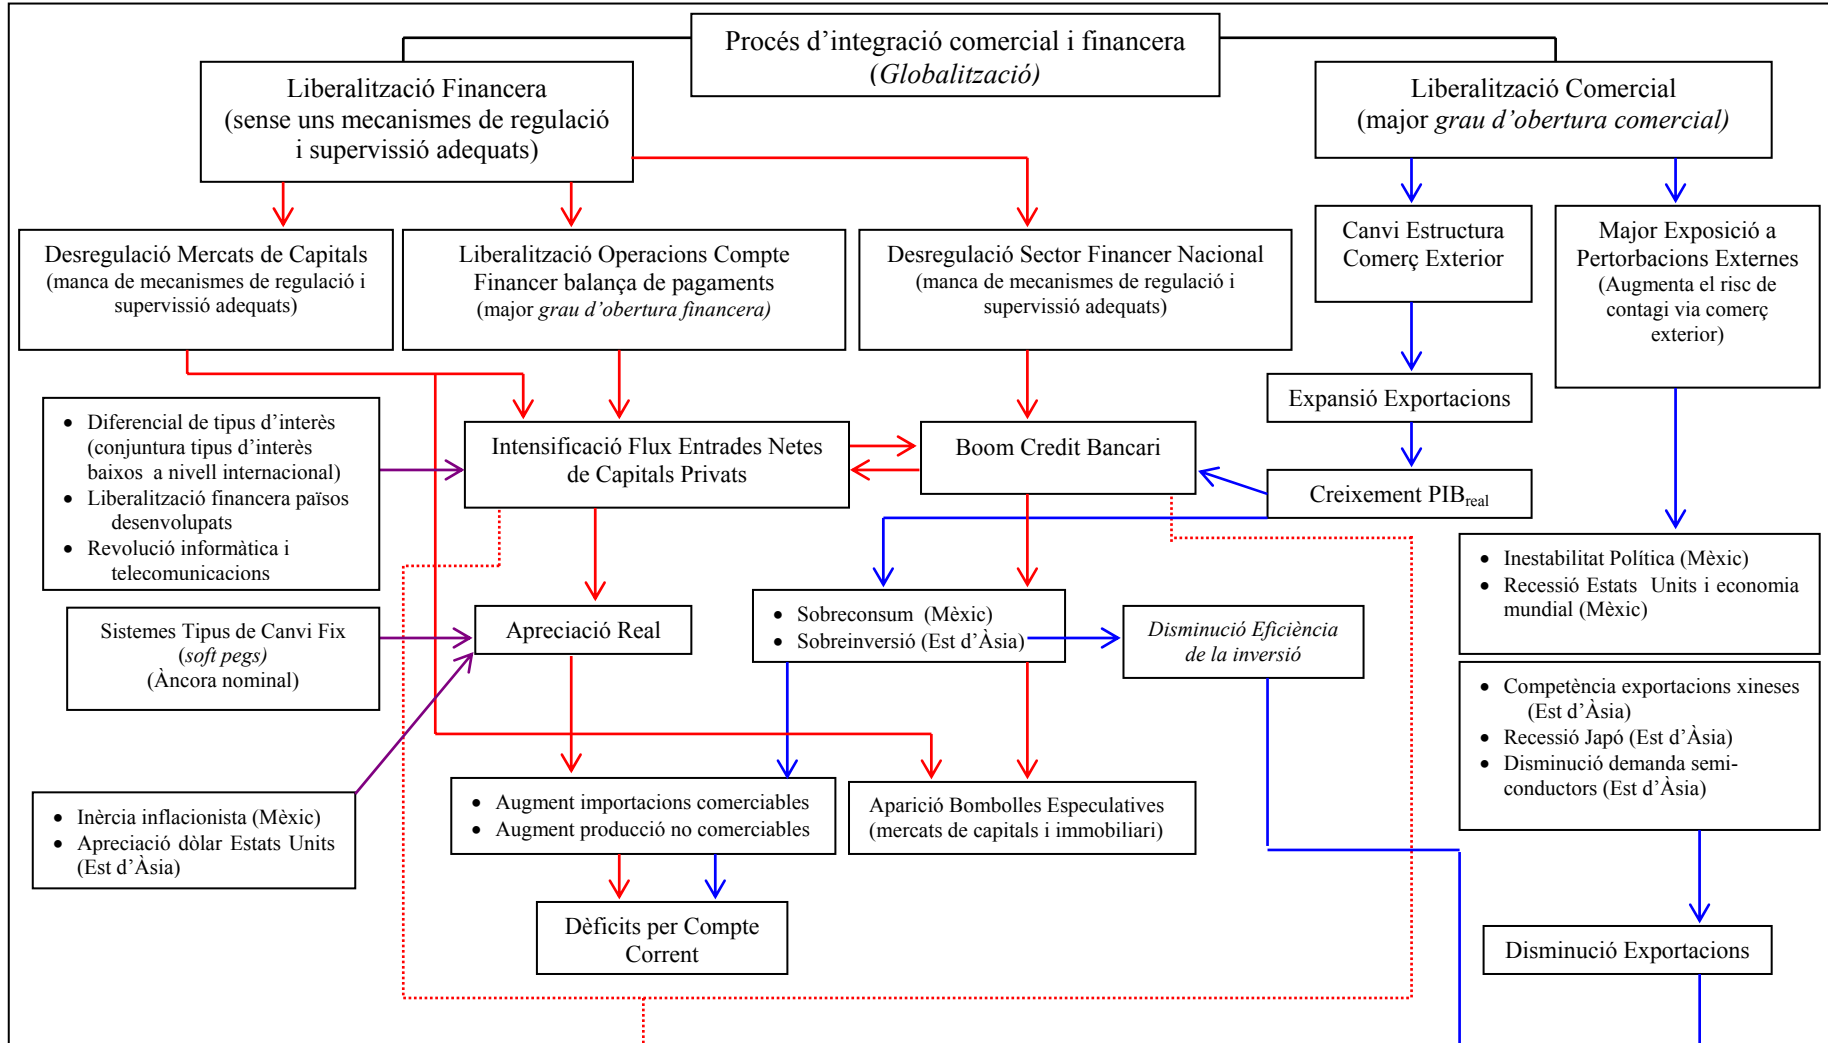 Procés d’integració comercial i financera
(Globalització)
Liberalització Financera
(sense uns mecanismes de regulació
i supervissió adequats)
Liberalització Comercial
(major grau d’obertura comercial)
Desregulació Mercats de Capitals
(manca de mecanismes de regulació i
supervissió adequats)
Liberalització Operacions Compte
Financer balança de pagaments
(major grau d’obertura financera)
Desregulació Sector Financer Nacional
(manca de mecanismes de regulació i
supervissió adequats)
Canvi Estructura
Comerç Exterior
Major Exposició a
Pertorbacions Externes
(Augmenta el risc de
contagi via comerç
exterior)
• Diferencial de tipus d’interès
(conjuntura tipus d’interès
baixos a nivell internacional)
• Liberalització financera països
desenvolupats
• Revolució informàtica i
telecomunicacions
Intensificació Flux Entrades Netes
de Capitals Privats
Boom Credit Bancari
Expansió Exportacions
Creixement PIBreal
• Inestabilitat Política (Mèxic)
• Recessió Estats Units i economia
mundial (Mèxic)
Sistemes Tipus de Canvi Fix
(soft pegs)
(Àncora nominal)
Apreciació Real
• Sobreconsum (Mèxic)
• Sobreinversió (Est d’Àsia)
Disminució Eficiència
de la inversió
• Competència exportacions xineses
(Est d’Àsia)
• Recessió Japó (Est d’Àsia)
• Disminució demanda semi-
conductors (Est d’Àsia)
• Inèrcia inflacionista (Mèxic)
• Apreciació dòlar Estats Units
(Est d’Àsia)
• Augment importacions comerciables
• Augment producció no comerciables
Aparició Bombolles Especulatives
(mercats de capitals i immobiliari)
Dèficits per Compte
Corrent
Disminució Exportacions